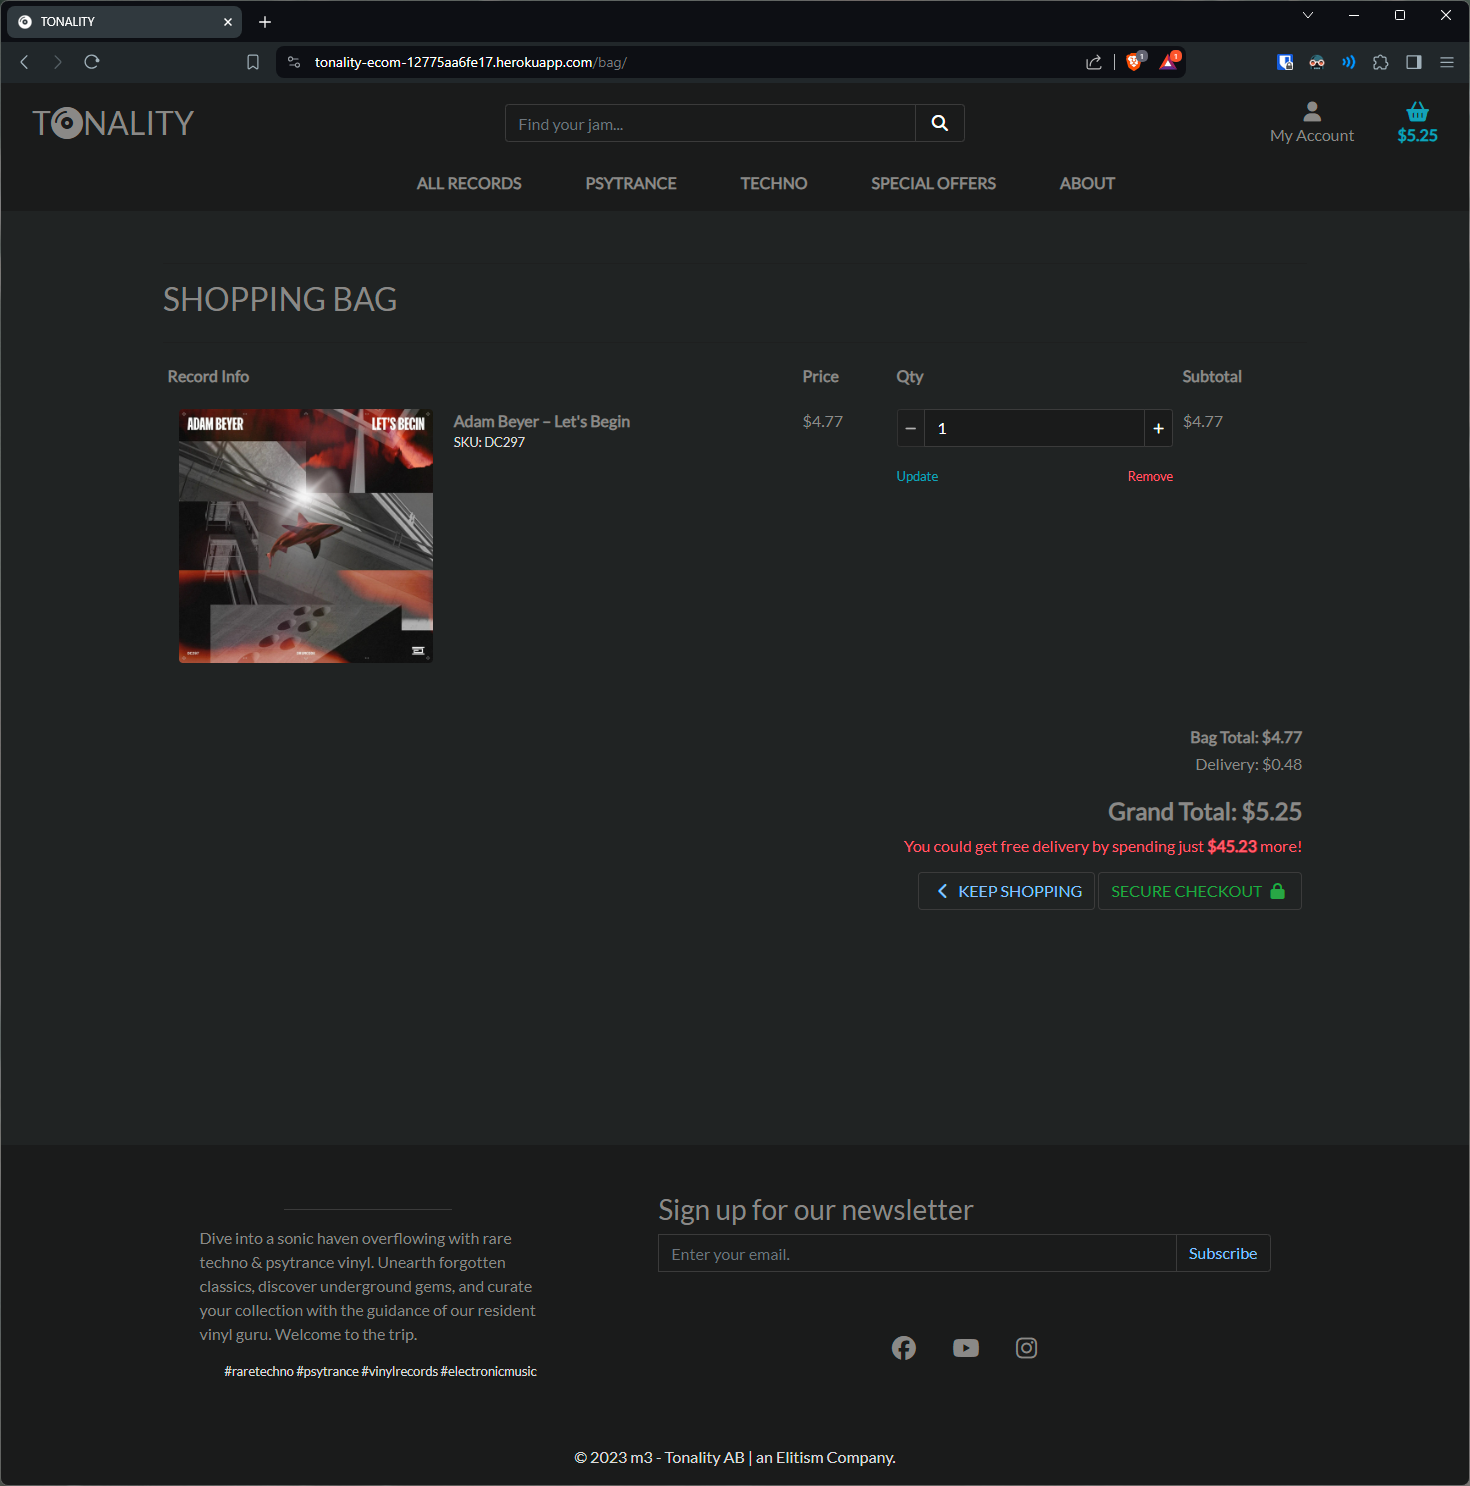 TONALITY
tonality-ecom-12775aa6fe17.herokuapp.com/bag/
1
1
TONALITY
Find your jam...
My Account
$5.25
ALL RECORDS
PSYTRANCE
TECHNO
SPECIAL OFFERS
ABOUT
SHOPPING BAG
Record Info
Price
Qty
Subtotal
ADAM BEYER
LET'S BEGIN
Adam Beyer – Let's Begin
SKU: DC297
$4.77
1
$4.77
Update
Remove
Bag Total: $4.77
Delivery: $0.48
Grand Total: $5.25
You could get free delivery by spending just $45.23 more!
KEEP SHOPPING
SECURE CHECKOUT
Sign up for our newsletter
Enter your email.
Subscribe
Dive into a sonic haven overflowing with rare
techno & psytrance vinyl. Unearth forgotten
classics, discover underground gems, and curate
your collection with the guidance of our resident
vinyl guru. Welcome to the trip.
#raretechno #psytrance #vinylrecords #electronicmusic
© 2023 m3 - Tonality AB | an Elitism Company.